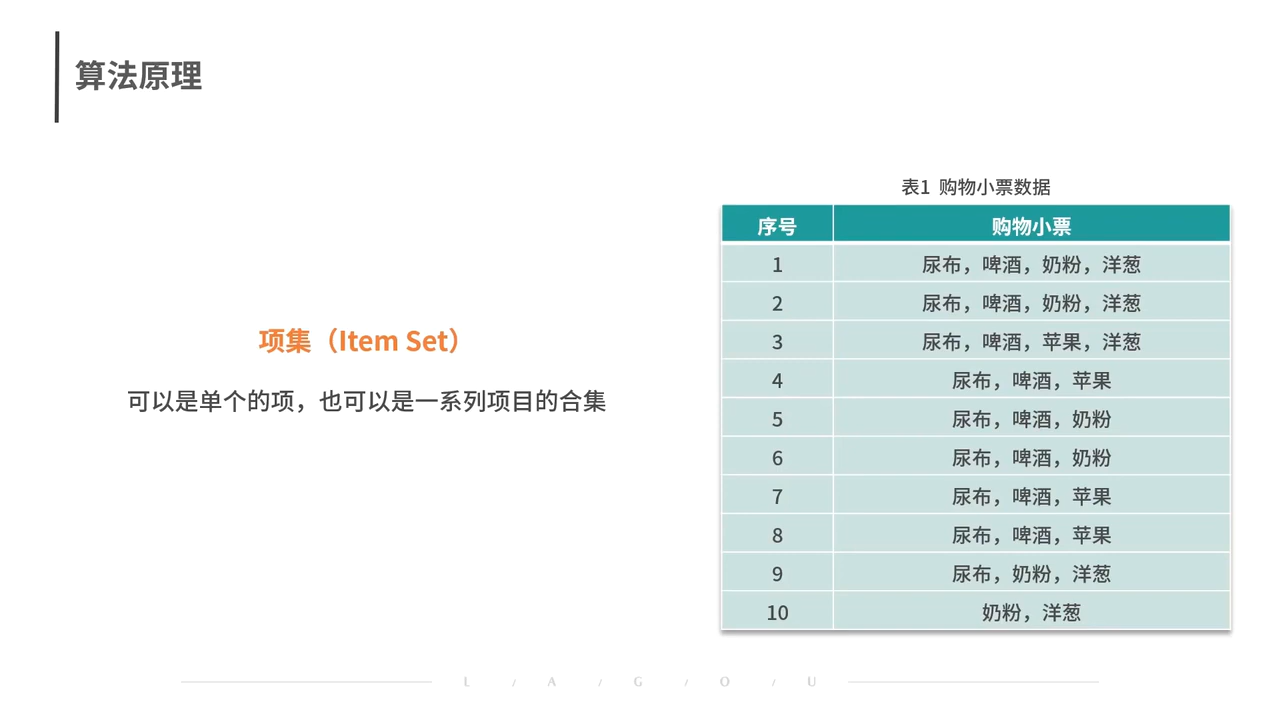 算法原理
项集（Item Set）
可以是单个的项，也可以是一系列项目的合集
表1 购物小票数据
序号 购物小票
1 尿布，啤酒，奶粉，洋葱
2 尿布，啤酒，奶粉，洋葱
3 尿布，啤酒，苹果，洋葱
4 尿布，啤酒，苹果
5 尿布，啤酒，奶粉
6 尿布，啤酒，奶粉
7 尿布，啤酒，苹果
8 尿布，啤酒，苹果
9 尿布，奶粉，洋葱
10 奶粉，洋葱
L / A / G / O / U